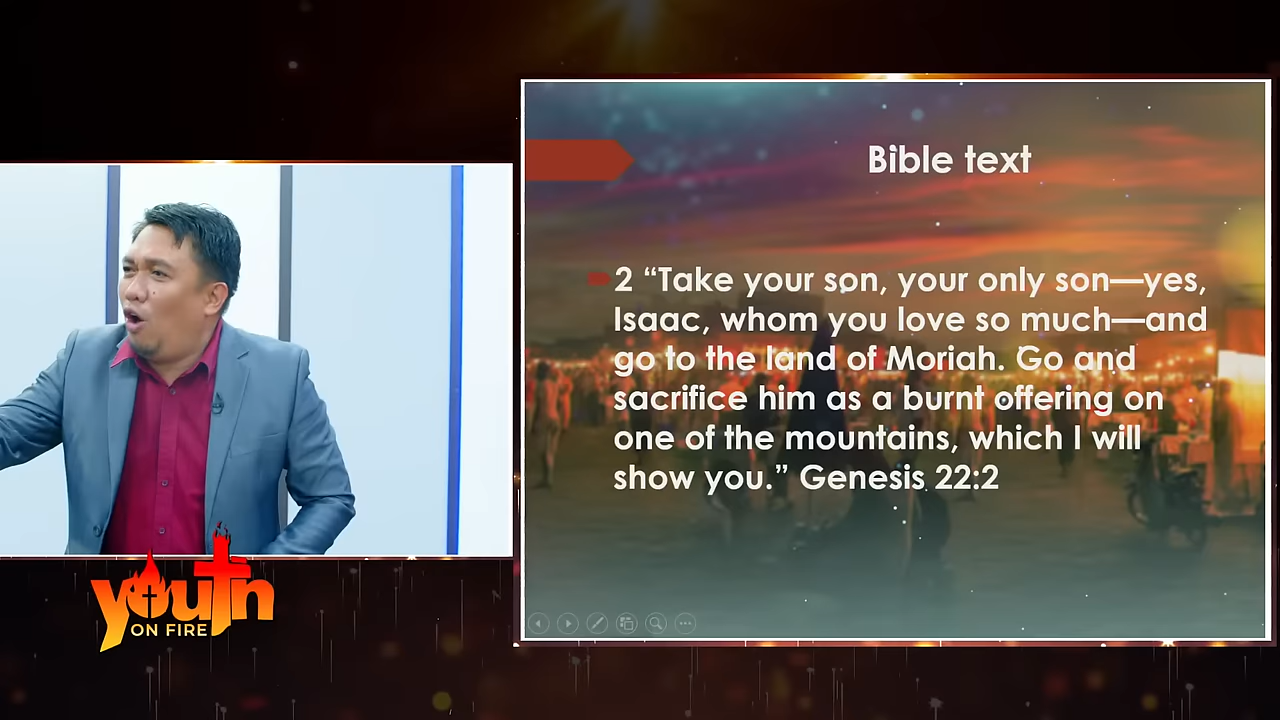 Bible text
2 “Take your son, your only son—yes,
Isaac, whom you love so much—and
go to the land of Moriah. Go and
sacrifice him as a burnt offering on
one of the mountains, which I will
show you.” Genesis 22:2
youth
ON FIRE